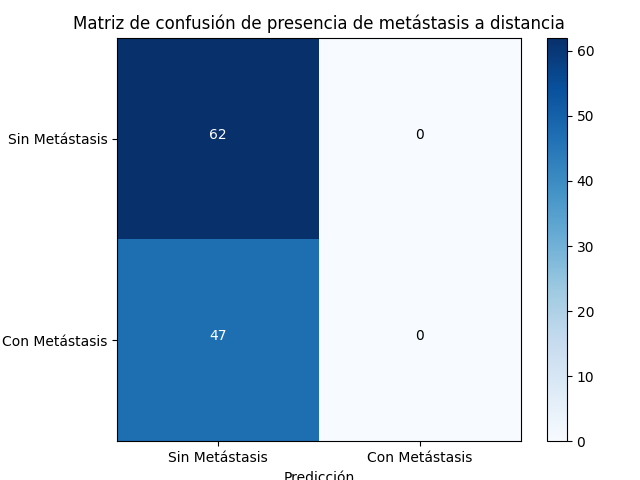 Matriz de confusión de presencia de metástasis a distancia
Sin Metástasis
62
0
60
50
40
30
20
10
0
Con Metástasis
47
0
Sin Metástasis
Con Metástasis
Predicción